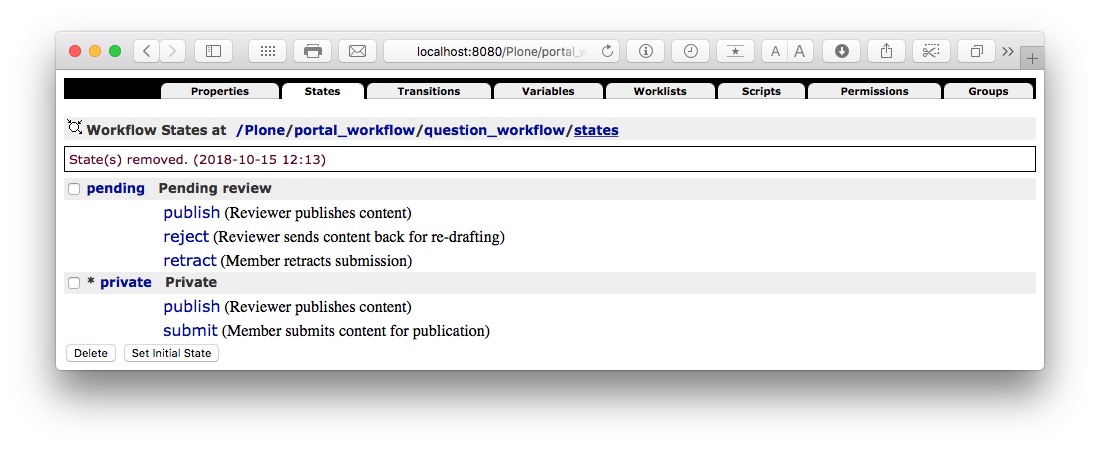 localhost:8080/Plone/portal_w
A A
Properties States Transitions Variables Worklists Scripts Permissions Groups
Workflow States at /Plone/portal_workflow/question_workflow/states
State(s) removed. (2018-10-15 12:13)
pending Pending review
publish (Reviewer publishes content)
reject (Reviewer sends content back for re-drafting)
retract (Member retracts submission)
* private Private
publish (Reviewer publishes content)
submit (Member submits content for publication)
Delete Set Initial State